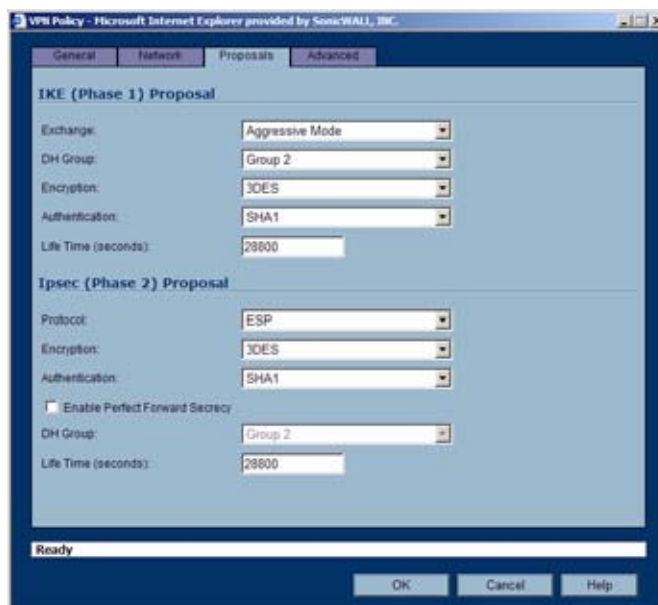 VPN Policy - Microsoft Internet Explorer provided by SonicWALL, INC.
General Network Proposals Advanced
IKE (Phase 1) Proposal
Exchange: Aggressive Mode
DH Group: Group 2
Encryption: 3DES
Authentication: SHA1
Life Time (seconds): 28800
Ipsec (Phase 2) Proposal
Protocol: ESP
Encryption: 3DES
Authentication: SHA1
Enable Perfect Forward Secrecy
DH Group: Group 2
Life Time (seconds): 28800
Ready
OK Cancel Help